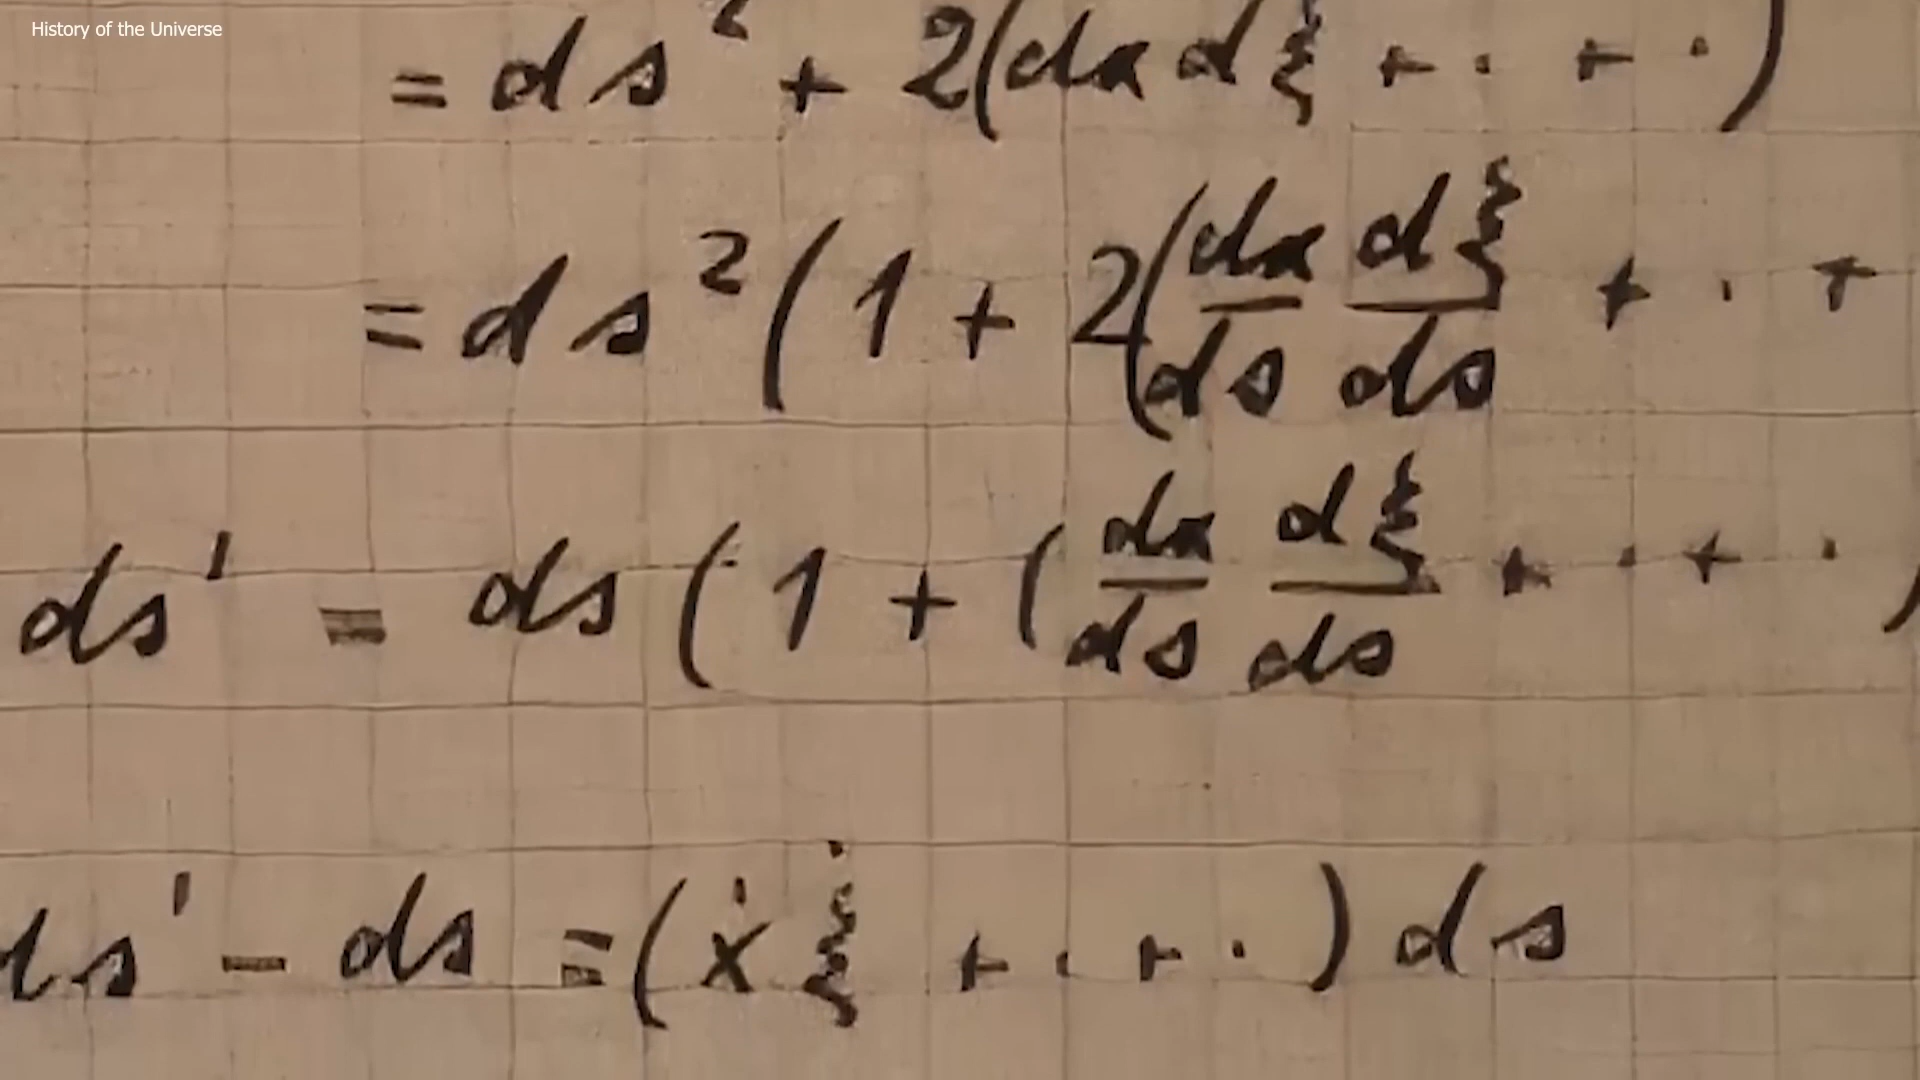 History of the Universe
= ds² + 2(dx dξ + · + ·)
= ds² (1 + 2(dx/ds dξ/ds + · +
ds' = ds (1 + (dx/ds dξ/ds + · + · )
ds' - ds = (ẋ ξ̇ + · + · ) ds